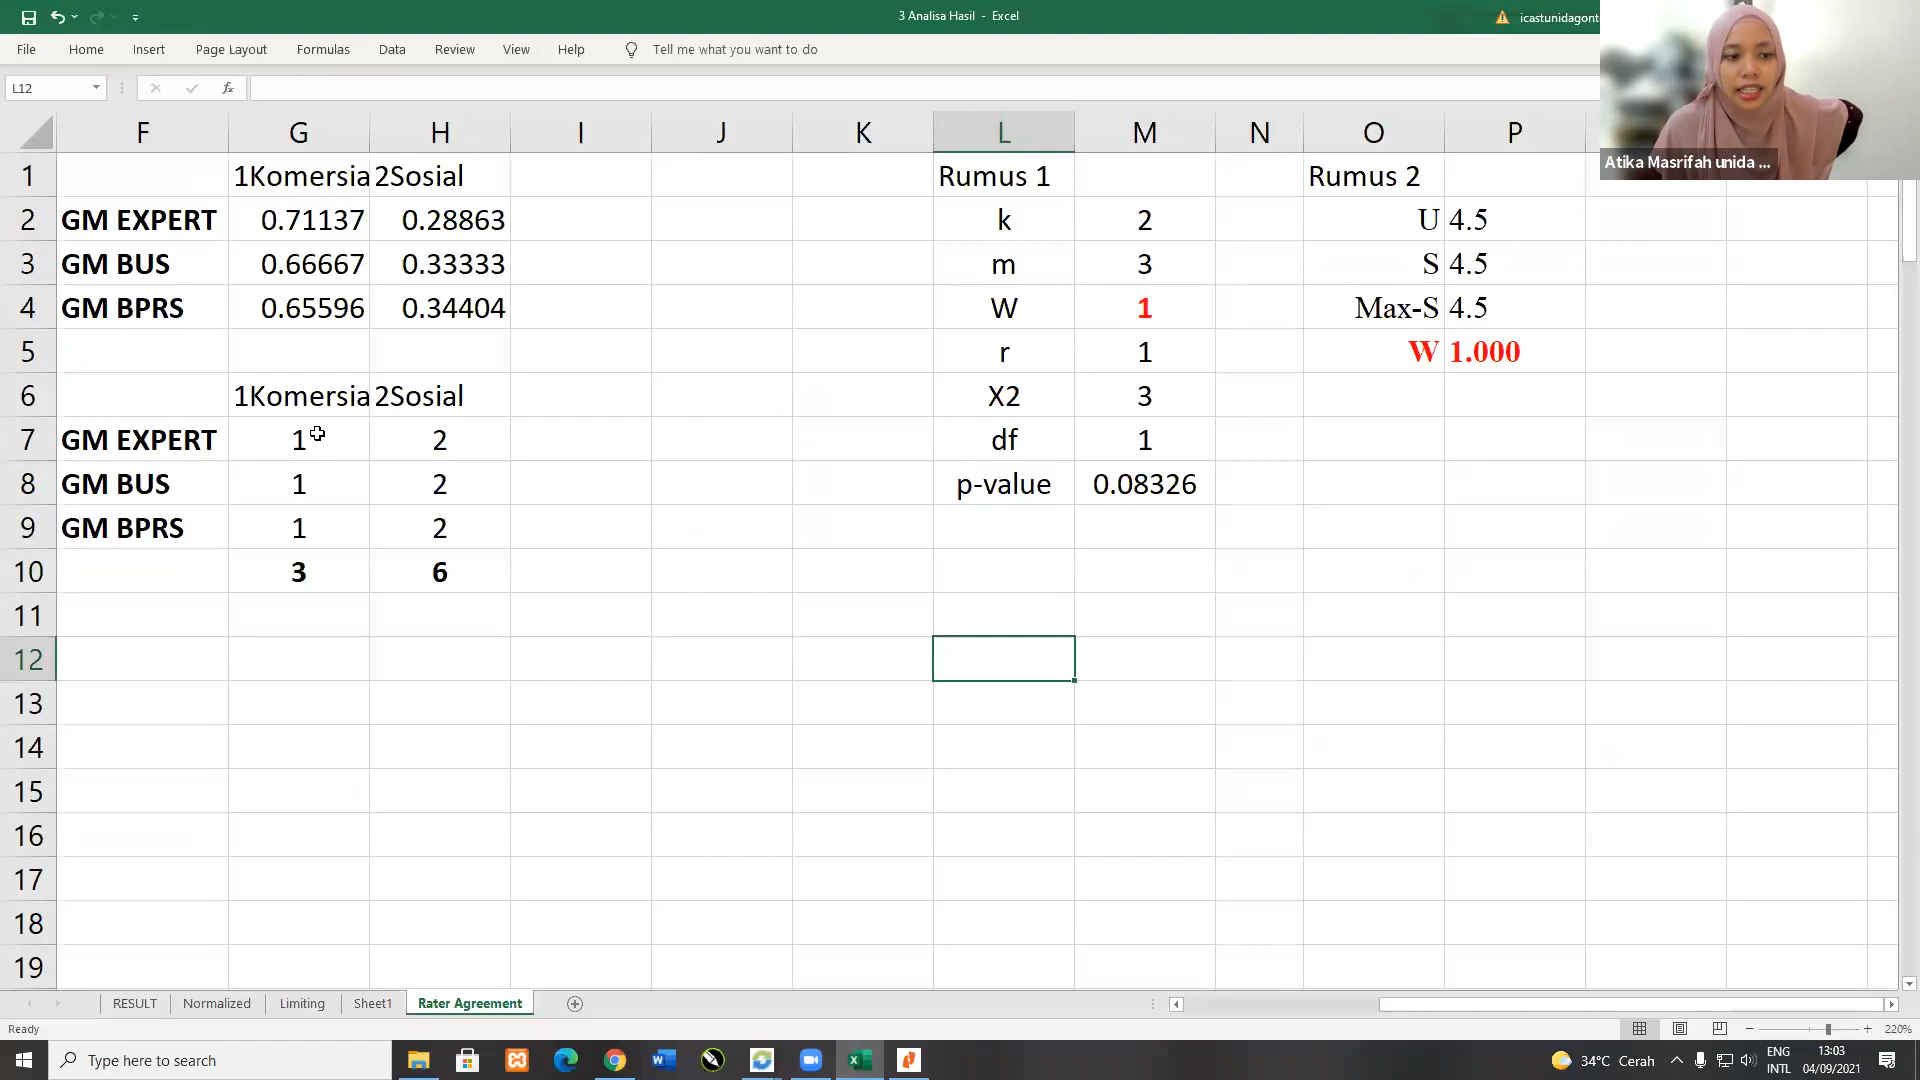 3 Analisa Hasil - Excel
icastunidagont
File Home Insert Page Layout Formulas Data Review View Help Tell me what you want to do
L12 fx
Atika Masrifah unida ...
F G H I J K L M N O P
1 1Komersia 2Sosial Rumus 1 Rumus 2
2 GM EXPERT 0.71137 0.28863 k 2 U 4.5
3 GM BUS 0.66667 0.33333 m 3 S 4.5
4 GM BPRS 0.65596 0.34404 W 1 Max-S 4.5
5 r 1 W 1.000
6 1Komersia 2Sosial X2 3
7 GM EXPERT 1 2 df 1
8 GM BUS 1 2 p-value 0.08326
9 GM BPRS 1 2
10 3 6
11
12
13
14
15
16
17
18
19
RESULT Normalized Limiting Sheet1 Rater Agreement
Ready 220%
Type here to search 34°C Cerah ENG INTL 13:03 04/09/2021